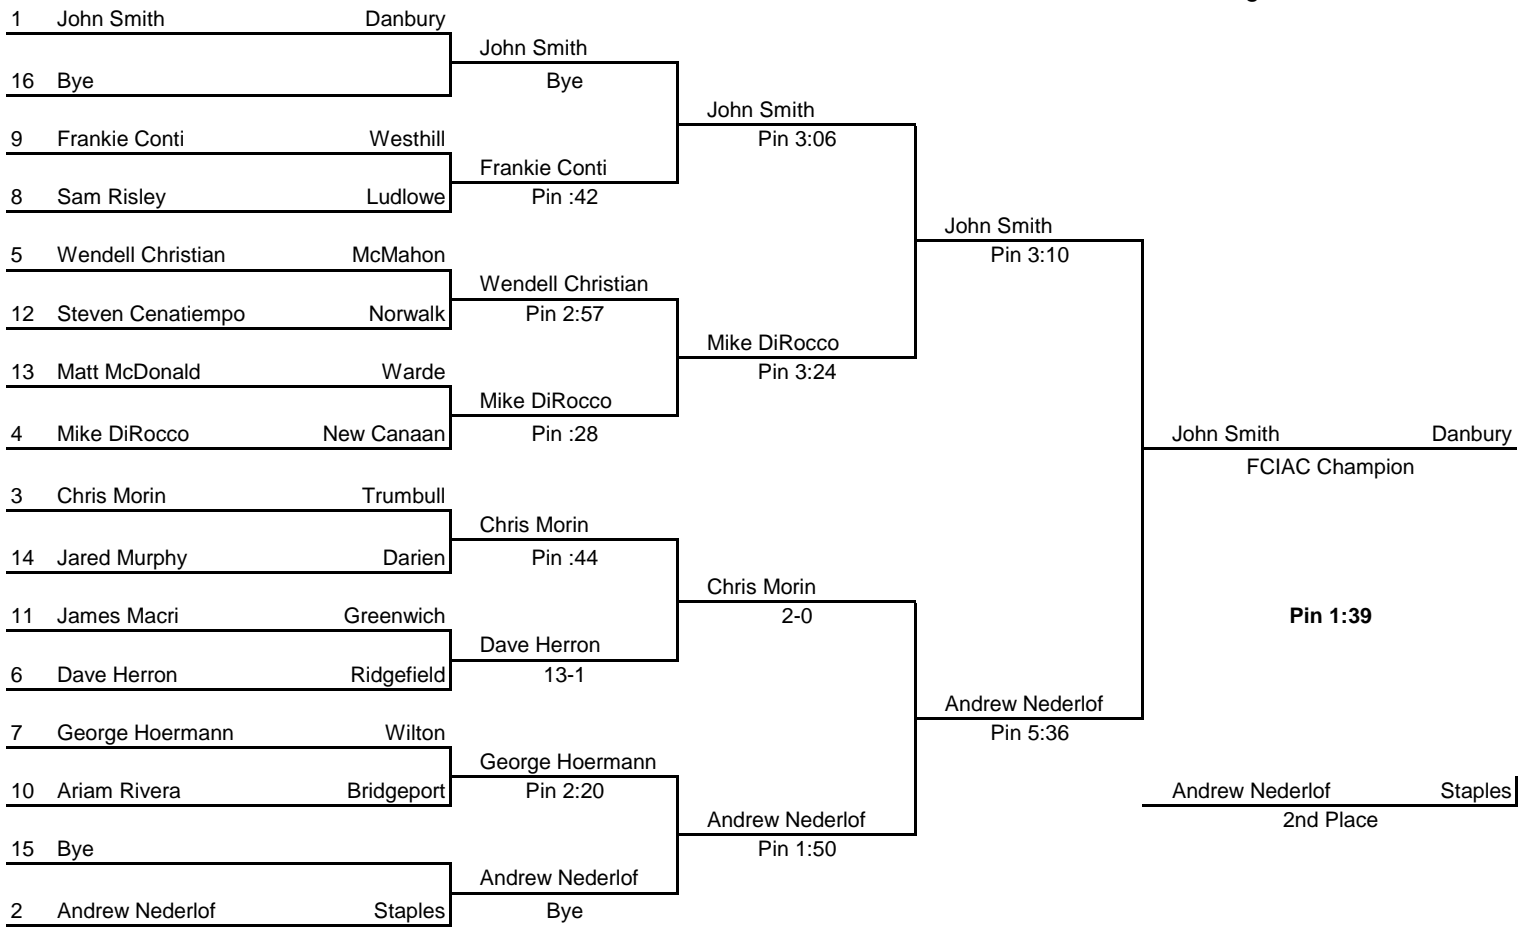 1 John Smith Danbury
John Smith
16 Bye
Bye
John Smith
9 Frankie Conti Westhill
Pin 3:06
Frankie Conti
8 Sam Risley Ludlowe
Pin :42
John Smith
5 Wendell Christian McMahon
Pin 3:10
Wendell Christian
12 Steven Cenatiempo Norwalk
Pin 2:57
Mike DiRocco
13 Matt McDonald Warde
Pin 3:24
Mike DiRocco
4 Mike DiRocco New Canaan
Pin :28
John Smith Danbury
FCIAC Champion
3 Chris Morin Trumbull
Chris Morin
14 Jared Murphy Darien
Pin :44
Chris Morin
11 James Macri Greenwich
2-0
Pin 1:39
Dave Herron
6 Dave Herron Ridgefield
13-1
Andrew Nederlof
7 George Hoermann Wilton
Pin 5:36
George Hoermann
10 Ariam Rivera Bridgeport
Pin 2:20
Andrew Nederlof Staples
Andrew Nederlof
2nd Place
15 Bye
Pin 1:50
Andrew Nederlof
2 Andrew Nederlof Staples
Bye